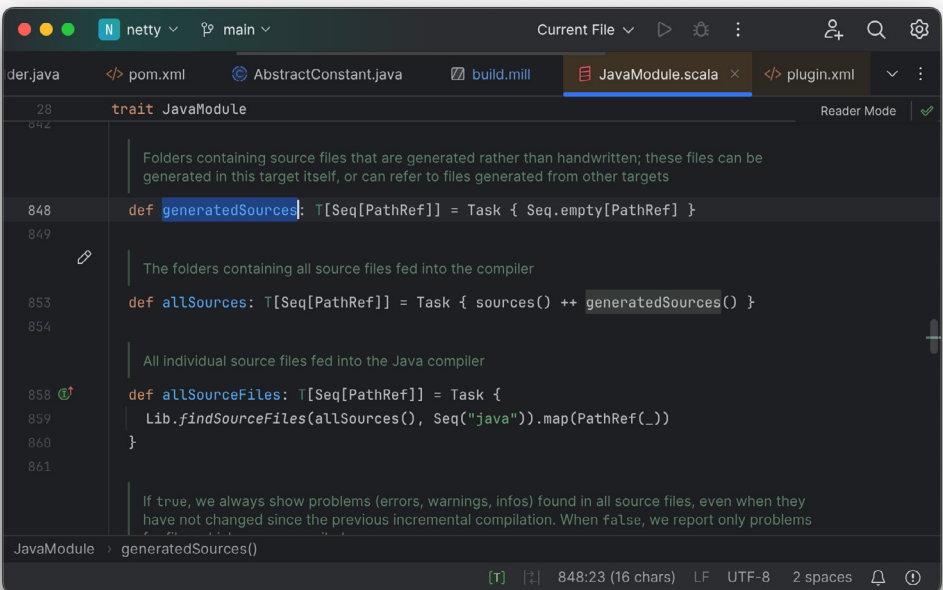 N netty main Current File
der.java pom.xml AbstractConstant.java build.mill JavaModule.scala plugin.xml
28 trait JavaModule Reader Mode
842
Folders containing source files that are generated rather than handwritten; these files can be
generated in this target itself, or can refer to files generated from other targets
848 def generatedSources: T[Seq[PathRef]] = Task { Seq.empty[PathRef] }
849
The folders containing all source files fed into the compiler
853 def allSources: T[Seq[PathRef]] = Task { sources() ++ generatedSources() }
854
All individual source files fed into the Java compiler
858 def allSourceFiles: T[Seq[PathRef]] = Task {
859 Lib.findSourceFiles(allSources(), Seq("java")).map(PathRef(_))
860 }
861
If true, we always show problems (errors, warnings, infos) found in all source files, even when they
have not changed since the previous incremental compilation. When false, we report only problems
JavaModule › generatedSources()
[T] 848:23 (16 chars) LF UTF-8 2 spaces